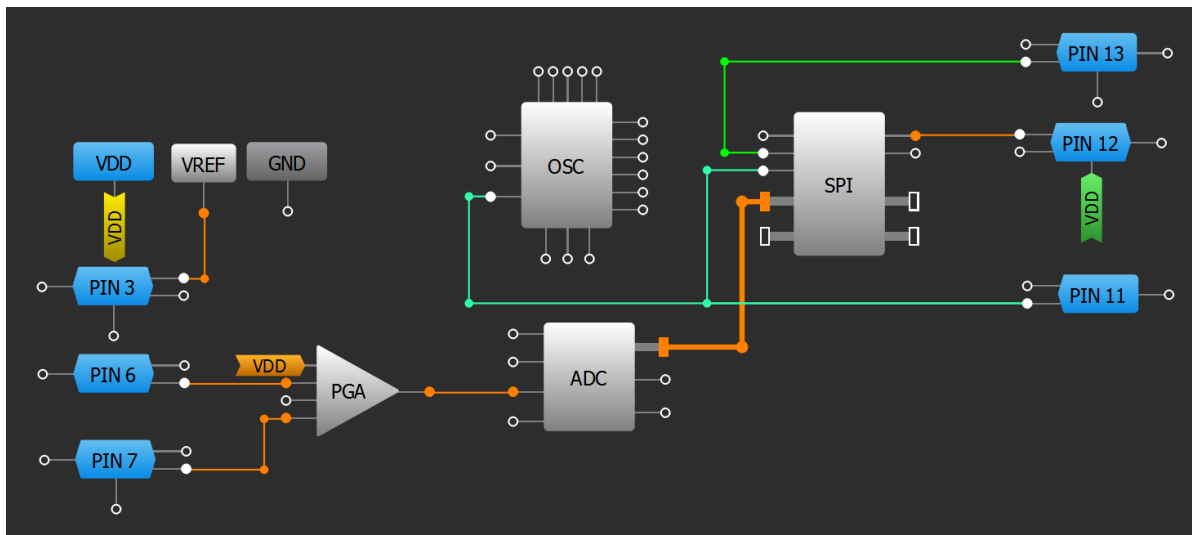 PIN 13
VDD
VREF
GND
OSC
SPI
PIN 12
VDD
VDD
PIN 3
PIN 11
PIN 6
VDD
PGA
ADC
PIN 7